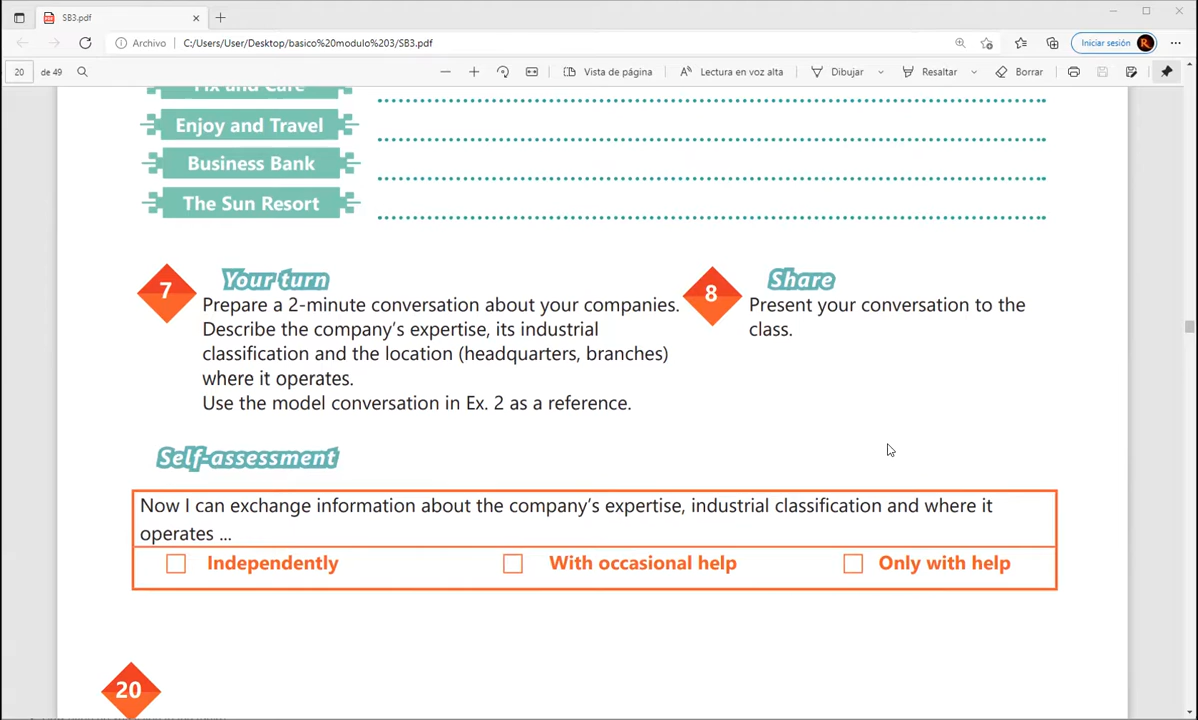 SB3.pdf
Archivo
C:/Users/User/Desktop/basico%20modulo%203/SB3.pdf
Iniciar sesión
R
20 de 49
Vista de página
Lectura en voz alta
Dibujar
Resaltar
Borrar
Fix and Care
Enjoy and Travel
Business Bank
The Sun Resort
7
Your turn
Prepare a 2-minute conversation about your companies.
Describe the company's expertise, its industrial
classification and the location (headquarters, branches)
where it operates.
Use the model conversation in Ex. 2 as a reference.
8
Share
Present your conversation to the
class.
Self-assessment
Now I can exchange information about the company's expertise, industrial classification and where it
operates ...
Independently
With occasional help
Only with help
20